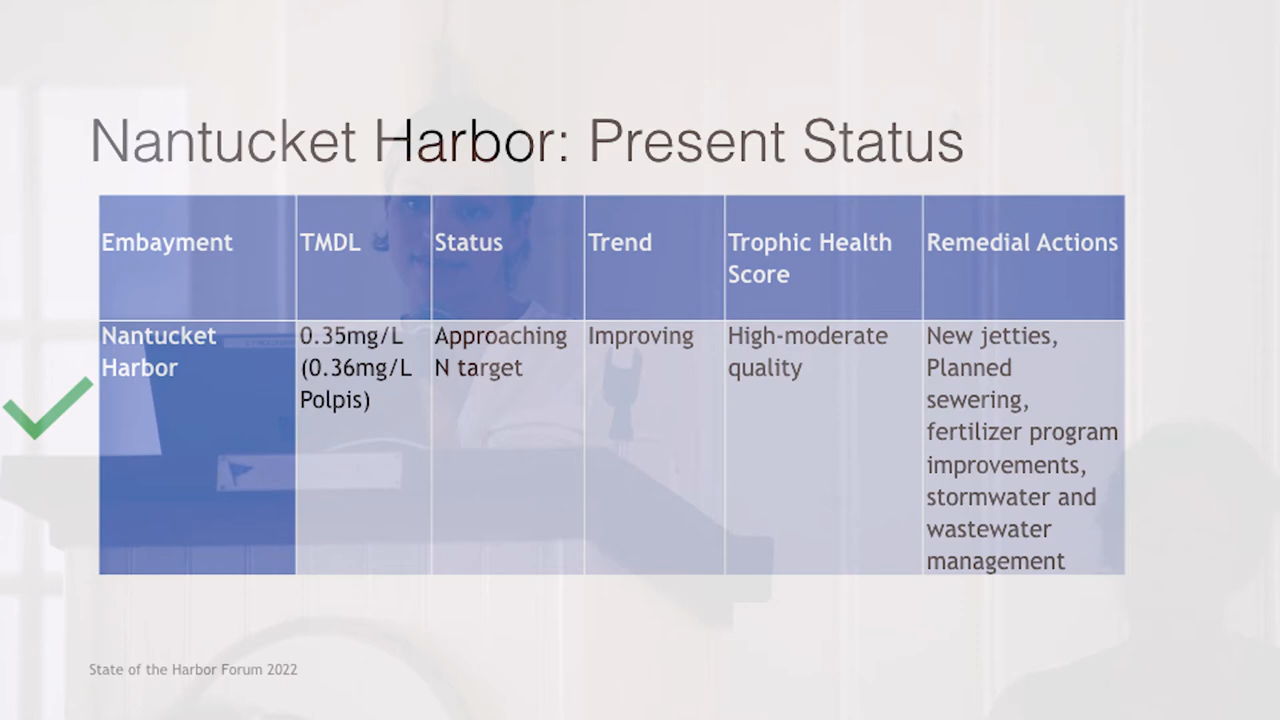 Nantucket Harbor: Present Status
Embayment
TMDL
Status
Trend
Trophic Health
Score
Remedial Actions
Nantucket
Harbor
0.35mg/L
(0.36mg/L
Polpis)
Approaching
N target
Improving
High-moderate
quality
New jetties,
Planned
sewering,
fertilizer program
improvements,
stormwater and
wastewater
management
State of the Harbor Forum 2022